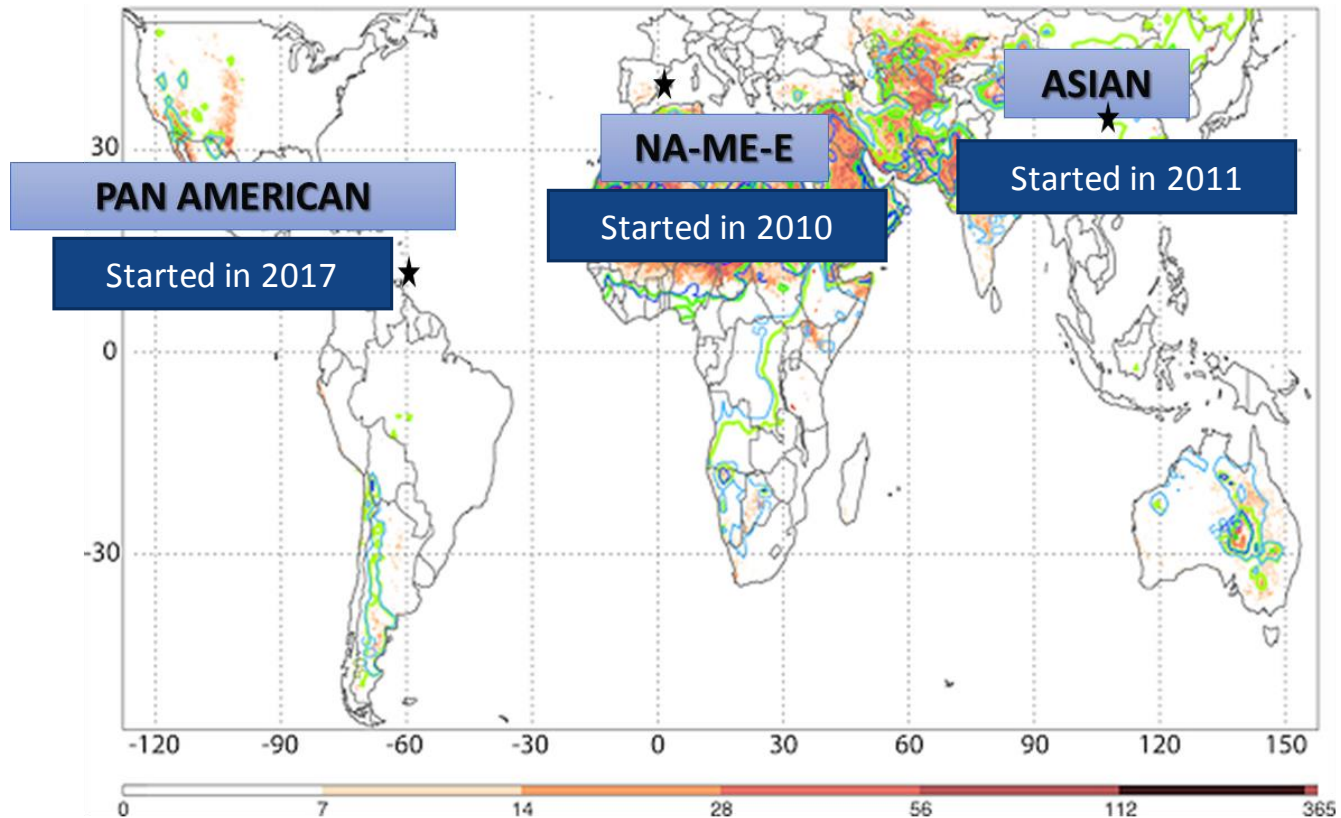 ASIAN
NA-ME-E
30
Started in 2011
PAN AMERICAN
Started in 2010
Started in 2017
50
0
-30
-120 -90 -60 -30 0 30 60 90 120 150
0 7 14 28 56 112 365